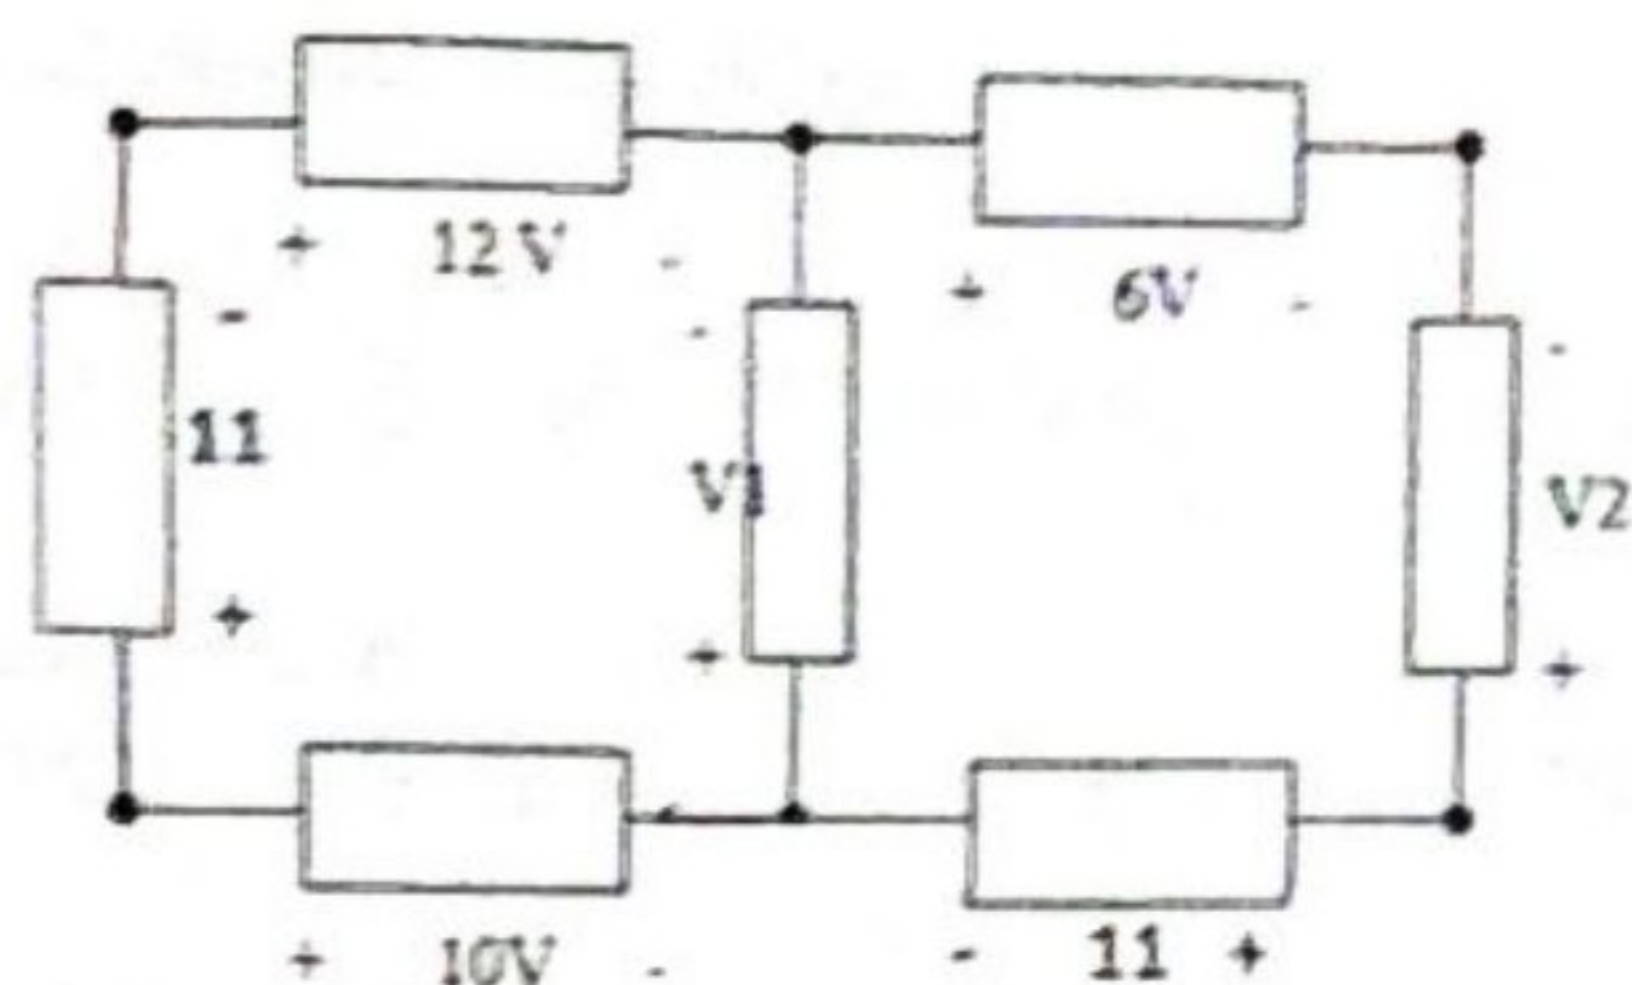 + 12 V -
+ 6V -
-
11
+
-
V1
+
-
V2
+
+ 10V -
- 11 +